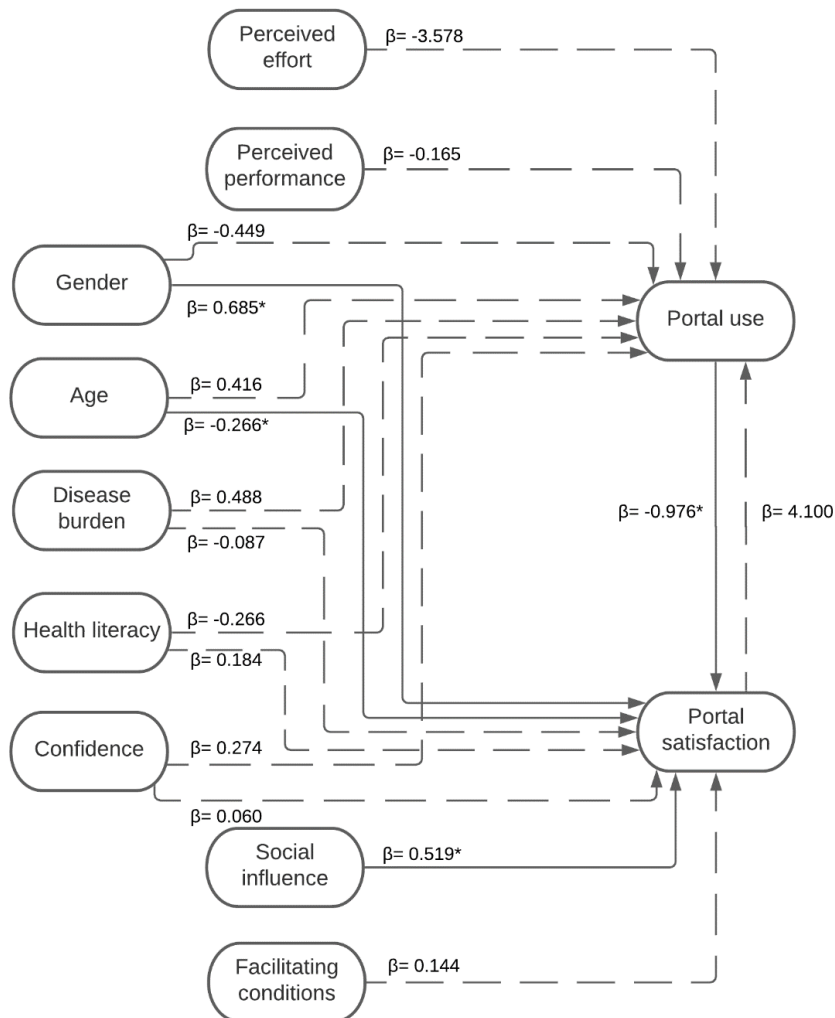 Perceived
effort
β= -3.578
Perceived
performance
β= -0.165
β= -0.449
Gender
β= 0.685*
Portal use
Age
β= 0.416
β= -0.266*
Disease
burden
β= 0.488
β= -0.087
β= -0.976*
β= 4.100
Health literacy
β= -0.266
β= 0.184
Portal
satisfaction
Confidence
β= 0.274
β= 0.060
Social
influence
β= 0.519*
Facilitating
conditions
β= 0.144